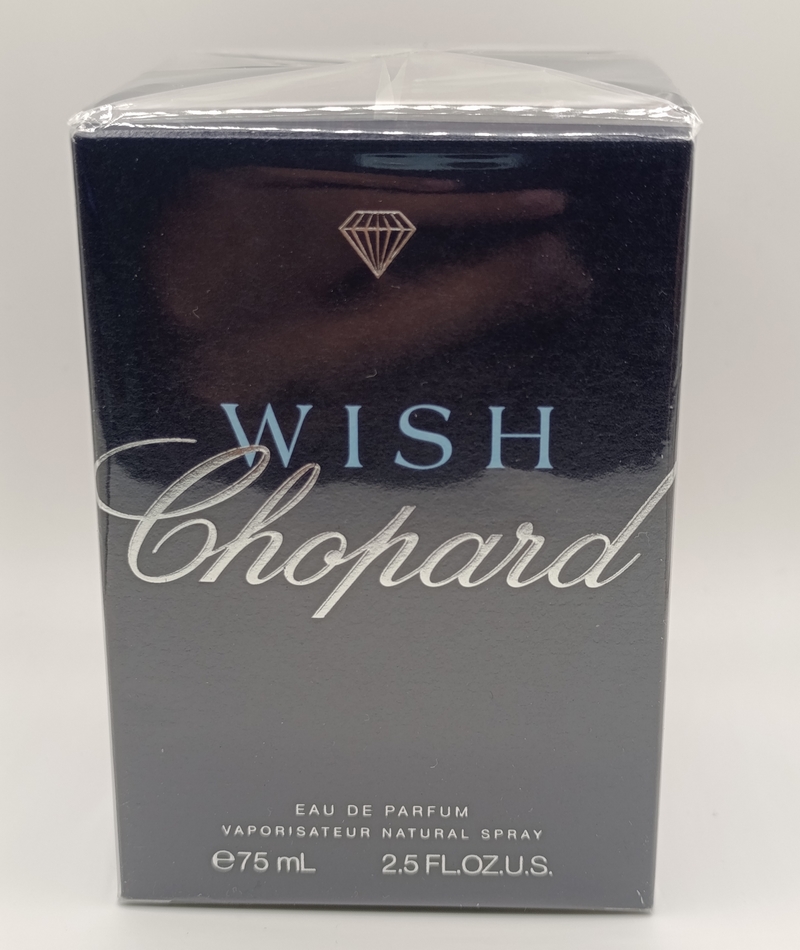 WISH
Chopard
EAU DE PARFUM
VAPORISATEUR NATURAL SPRAY
℮75 mL 2.5 FL.OZ.U.S.